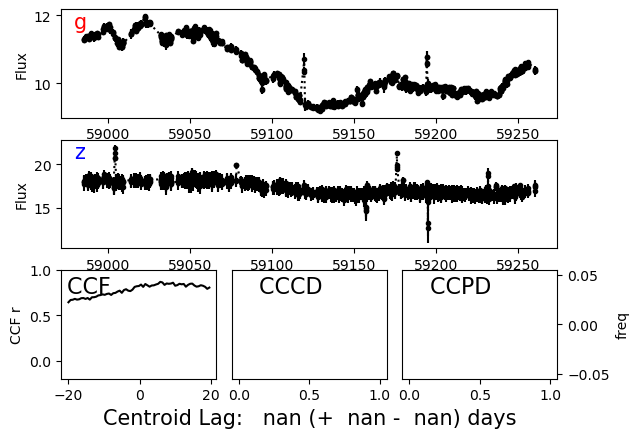 g
Flux
12
10
59000 59050 59100 59150 59200 59250
z
Flux
20
15
59000 59050 59100 59150 59200 59250
CCF
CCF r
1.0
0.5
0.0
−20 0 20
CCCD
0.0 0.5 1.0
CCPD
0.05
0.00
−0.05
freq
0.0 0.5 1.0
Centroid Lag: nan (+ nan - nan) days